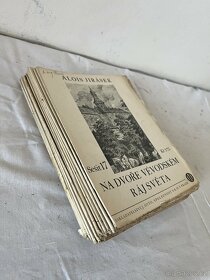 ALOIS JIRÁSEK
Sešit 17
NA DVOŘE VÉVODSKÉM
RÁJ SVĚTA